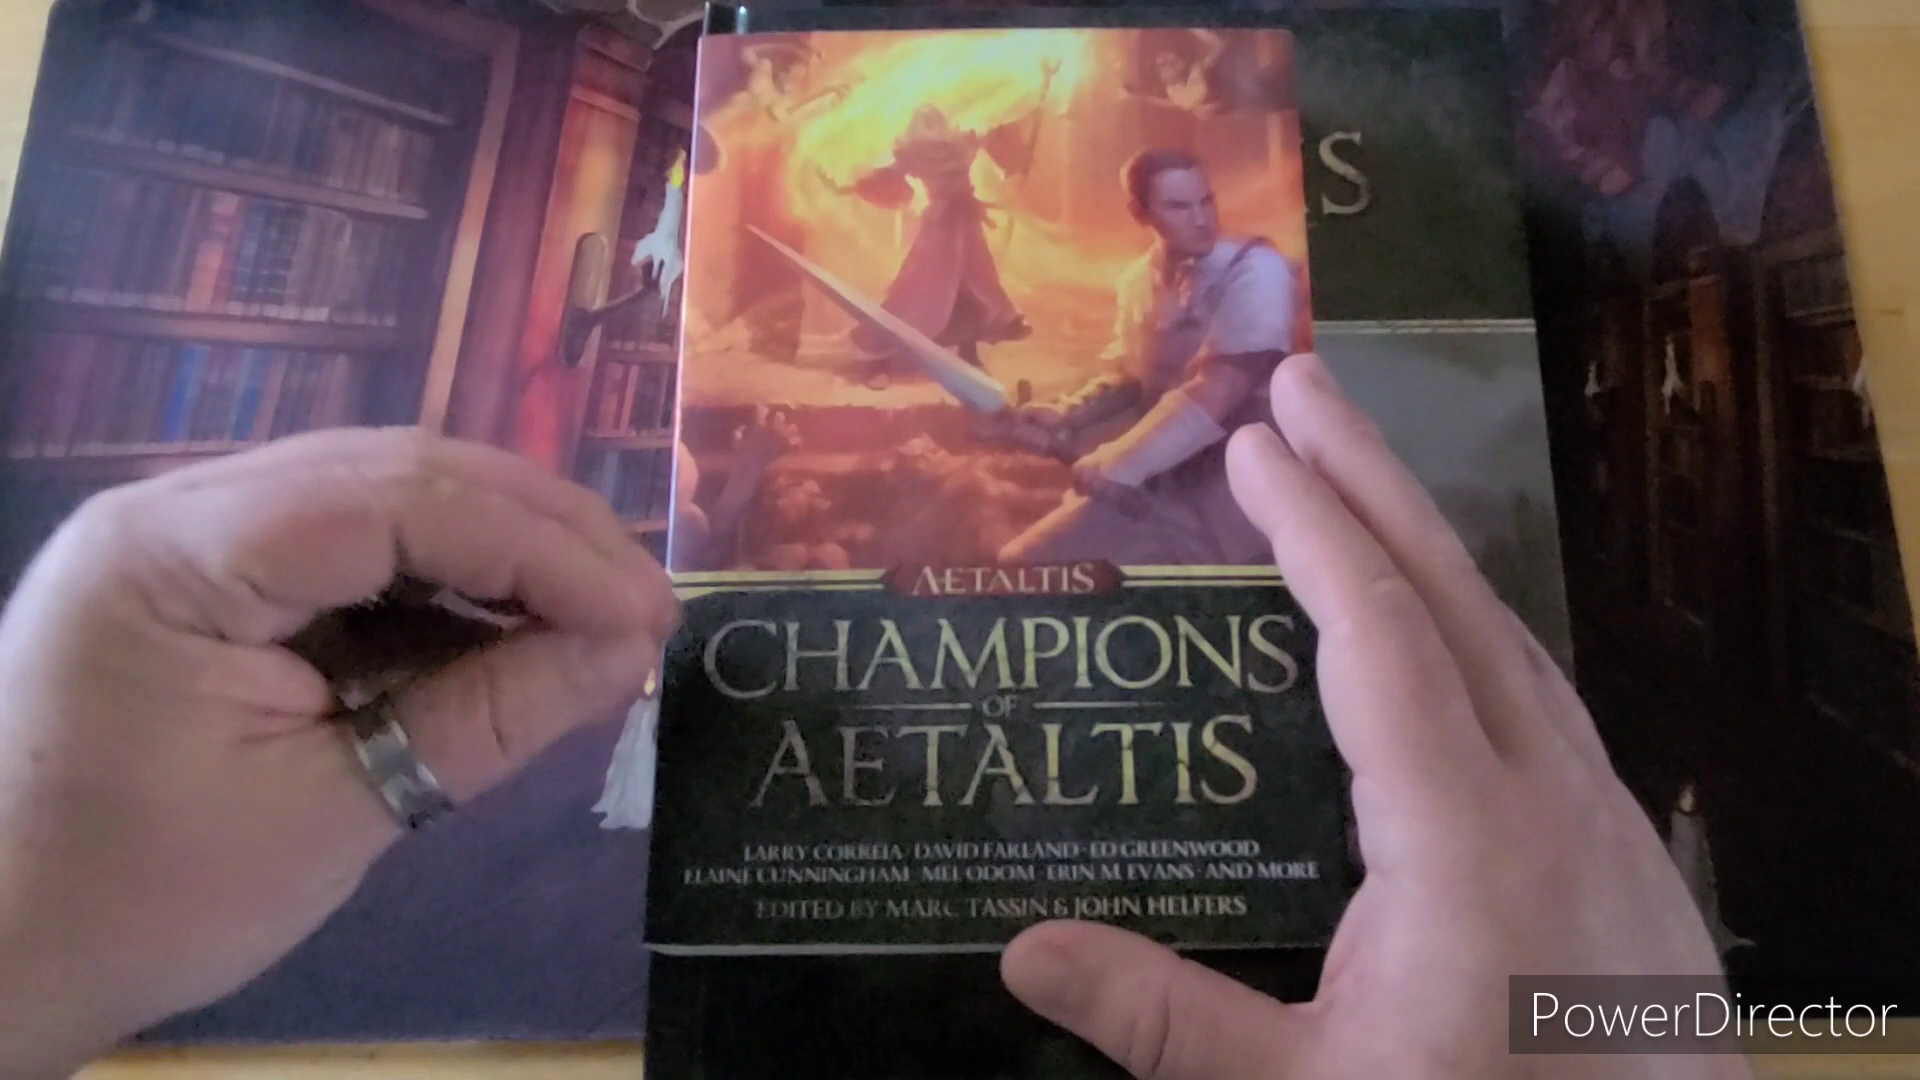 AETALTIS
CHAMPIONS
OF
AETALTIS
LARRY CORREIA · DAVID FARLAND · ED GREENWOOD
ELAINE CUNNINGHAM · MEL ODOM · ERIN M. EVANS · AND MORE
EDITED BY MARC TASSIN & JOHN HELFERS
PowerDirector